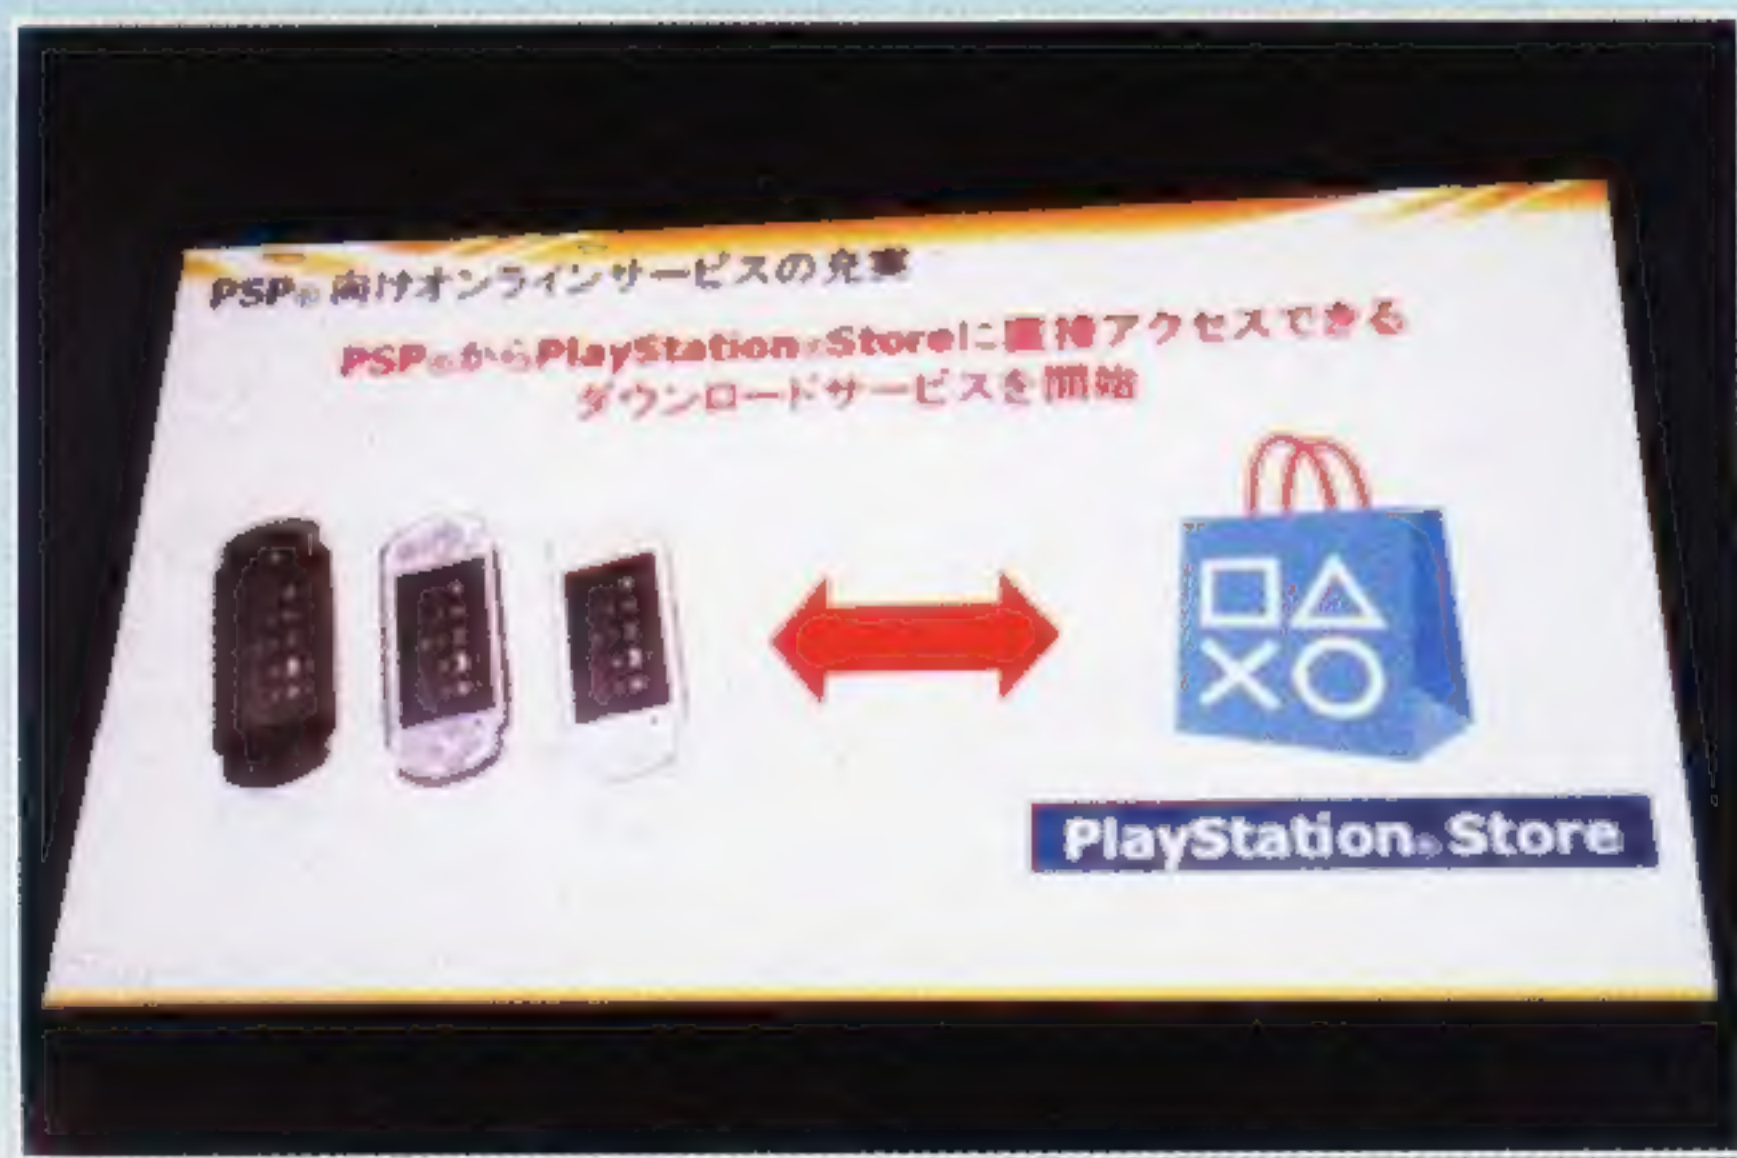 PSP®向けオンラインサービスの充実
PSP®からPlayStation®Storeに直接アクセスできる
ダウンロードサービスを開始
PlayStation®Store